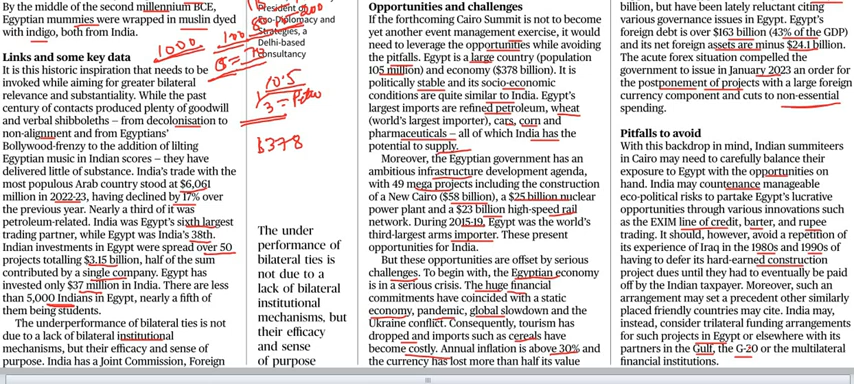 By the middle of the second millennium BCE,
Egyptian mummies were wrapped in muslin dyed
with indigo, both from India.
Links and some key data
It is this historic inspiration that needs to be
invoked while aiming for greater bilateral
relevance and substantiality. While the past
century of contacts produced plenty of goodwill
and verbal shibboleths – from decolonisation to
non-alignment and from Egyptians’
Bollywood-frenzy to the addition of lilting
Egyptian music in Indian scores – they have
delivered little of substance. India’s trade with the
most populous Arab country stood at $6,061
million in 2022-23, having declined by 17% over
the previous year. Nearly a third of it was
petroleum-related. India was Egypt’s sixth largest
trading partner, while Egypt was India’s 38th.
Indian investments in Egypt were spread over 50
projects totalling $3.15 billion, half of the sum
contributed by a single company. Egypt has
invested only $37 million in India. There are less
than 5,000 Indians in Egypt, nearly a fifth of
them being students.
The underperformance of bilateral ties is not
due to a lack of bilateral institutional
mechanisms, but their efficacy and sense of
purpose. India has a Joint Commission, Foreign
President of
Eco-Diplomacy and
Strategies, a
Delhi-based
consultancy
1000
100
10.5
3 =
$378
The under
performance of
bilateral ties is
not due to a
lack of bilateral
institutional
mechanisms, but
their efficacy
and sense
of purpose
Opportunities and challenges
If the forthcoming Cairo Summit is not to become
yet another event management exercise, it would
need to leverage the opportunities while avoiding
the pitfalls. Egypt is a large country (population
105 million) and economy ($378 billion). It is
politically stable and its socio-economic
conditions are quite similar to India. Egypt’s
largest imports are refined petroleum, wheat
(world’s largest importer), cars, corn and
pharmaceuticals – all of which India has the
potential to supply.
Moreover, the Egyptian government has an
ambitious infrastructure development agenda,
with 49 mega projects including the construction
of a New Cairo ($58 billion), a $25 billion nuclear
power plant and a $23 billion high-speed rail
network. During 2015-19, Egypt was the world’s
third-largest arms importer. These present
opportunities for India.
But these opportunities are offset by serious
challenges. To begin with, the Egyptian economy
is in a serious crisis. The huge financial
commitments have coincided with a static
economy, pandemic, global slowdown and the
Ukraine conflict. Consequently, tourism has
dropped and imports such as cereals have
become costly. Annual inflation is above 30% and
the currency has lost more than half its value
billion, but have been lately reluctant citing
various governance issues in Egypt. Egypt’s
foreign debt is over $163 billion (43% of the GDP)
and its net foreign assets are minus $24.1 billion.
The acute forex situation compelled the
government to issue in January 2023 an order for
the postponement of projects with a large foreign
currency component and cuts to non-essential
spending.
Pitfalls to avoid
With this backdrop in mind, Indian summiteers
in Cairo may need to carefully balance their
exposure to Egypt with the opportunities on
hand. India may countenance manageable
eco-political risks to partake Egypt’s lucrative
opportunities through various innovations such
as the EXIM line of credit, barter, and rupee
trading. It should, however, avoid a repetition of
its experience of Iraq in the 1980s and 1990s of
having to defer its hard-earned construction
project dues until they had to eventually be paid
off by the Indian taxpayer. Moreover, such an
arrangement may set a precedent other similarly
placed friendly countries may cite. India may,
instead, consider trilateral funding arrangements
for such projects in Egypt or elsewhere with its
partners in the Gulf, the G-20 or the multilateral
financial institutions.